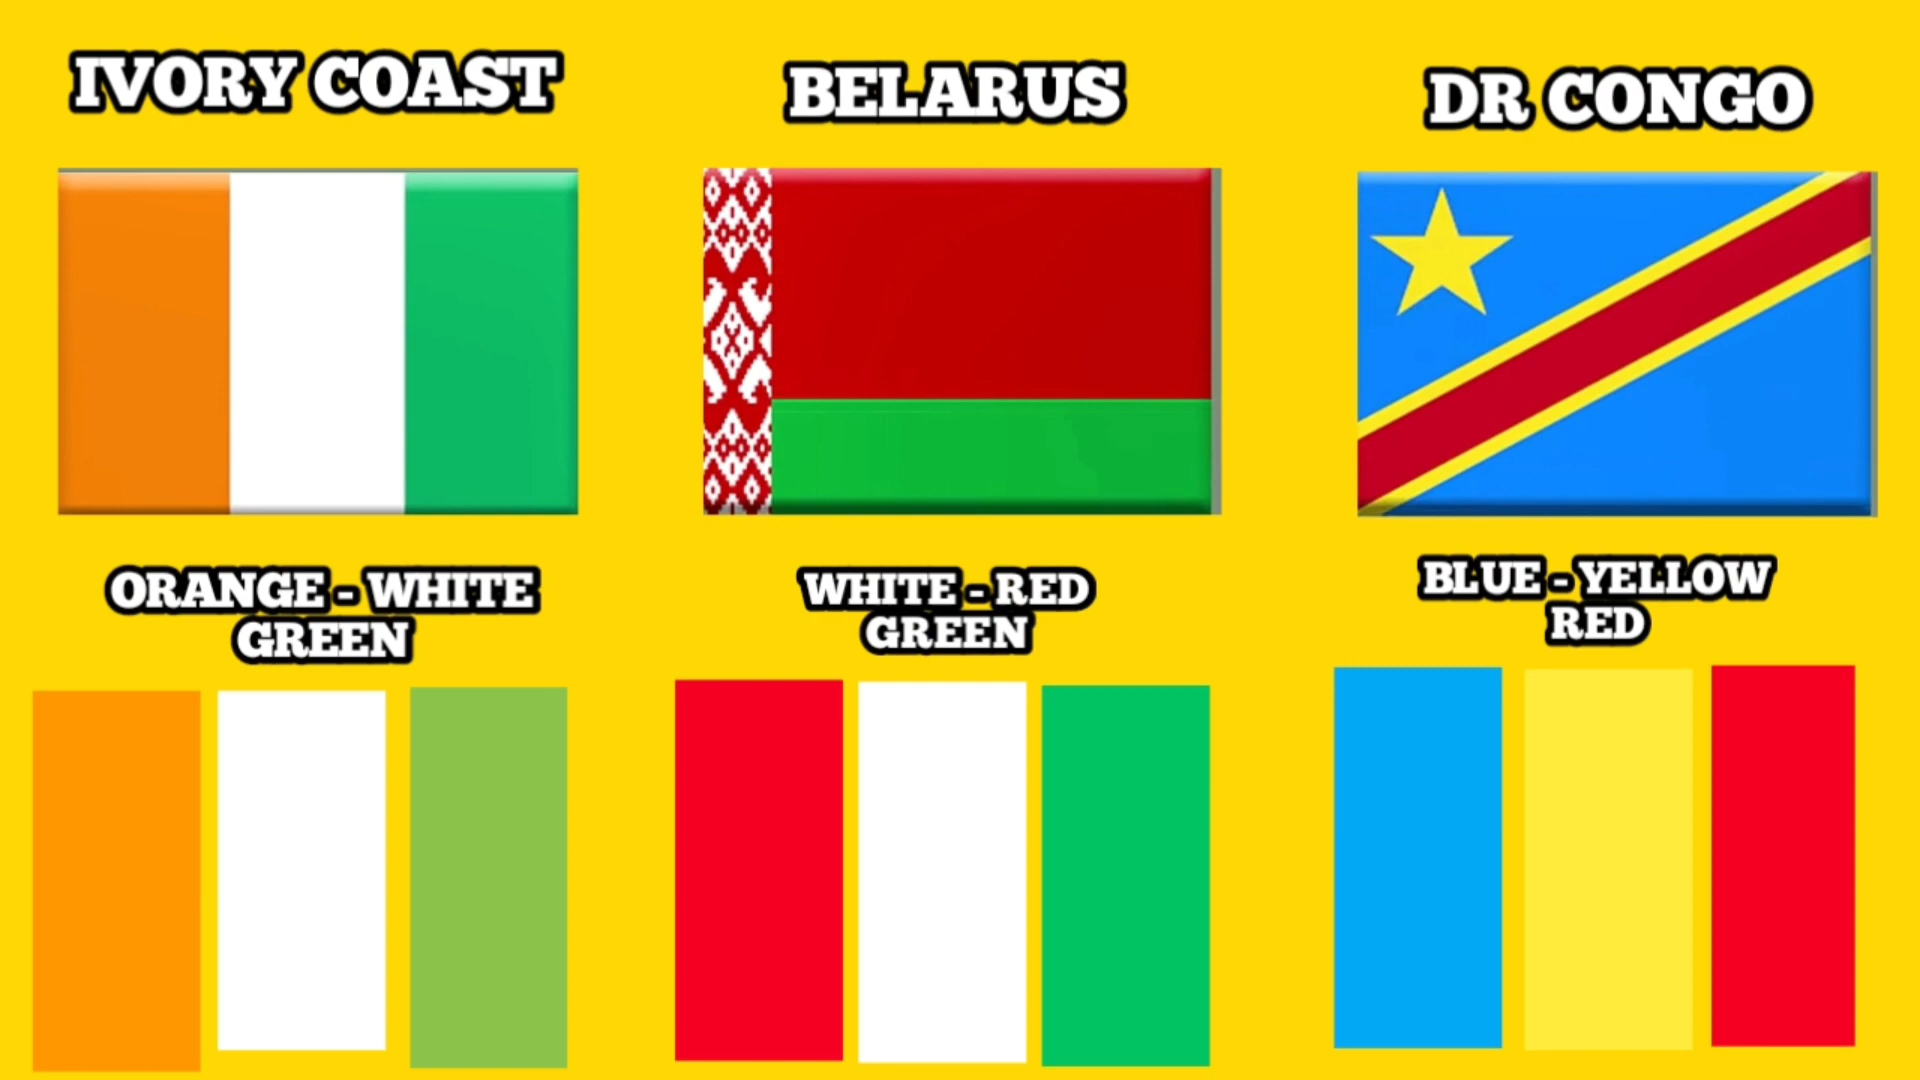 IVORY COAST
BELARUS
DR CONGO
ORANGE - WHITE
GREEN
WHITE - RED
GREEN
BLUE - YELLOW
RED